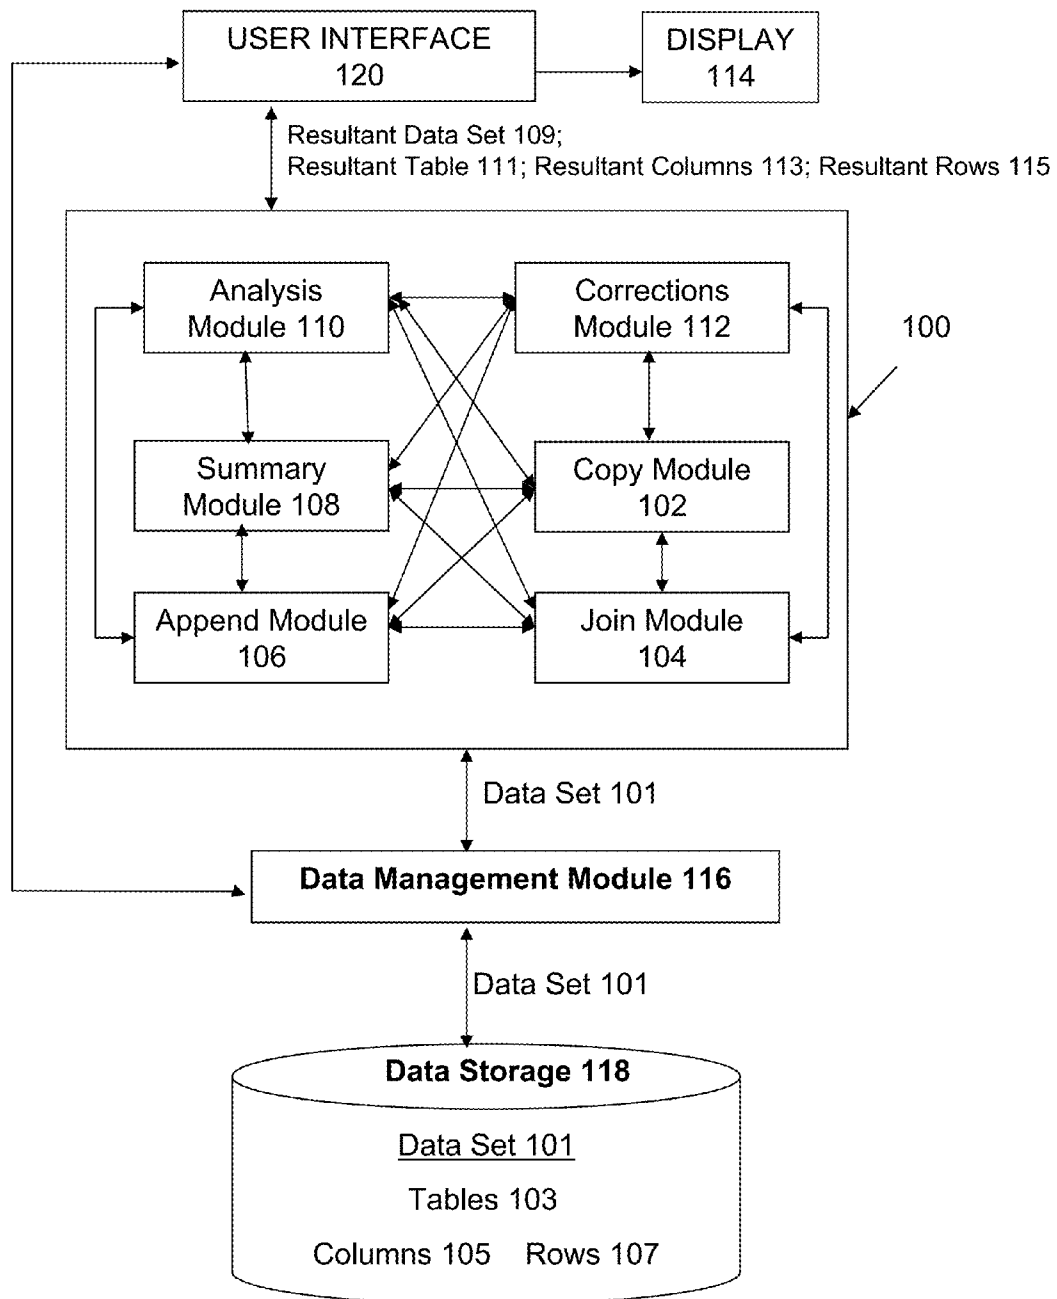 USER INTERFACE
120
DISPLAY
114
Resultant Data Set 109;
Resultant Table 111; Resultant Columns 113; Resultant Rows 115
Analysis
Module 110
Corrections
Module 112
100
Summary
Module 108
Copy Module
102
Append Module
106
Join Module
104
Data Set 101
Data Management Module 116
Data Set 101
Data Storage 118
Data Set 101
Tables 103
Columns 105 Rows 107